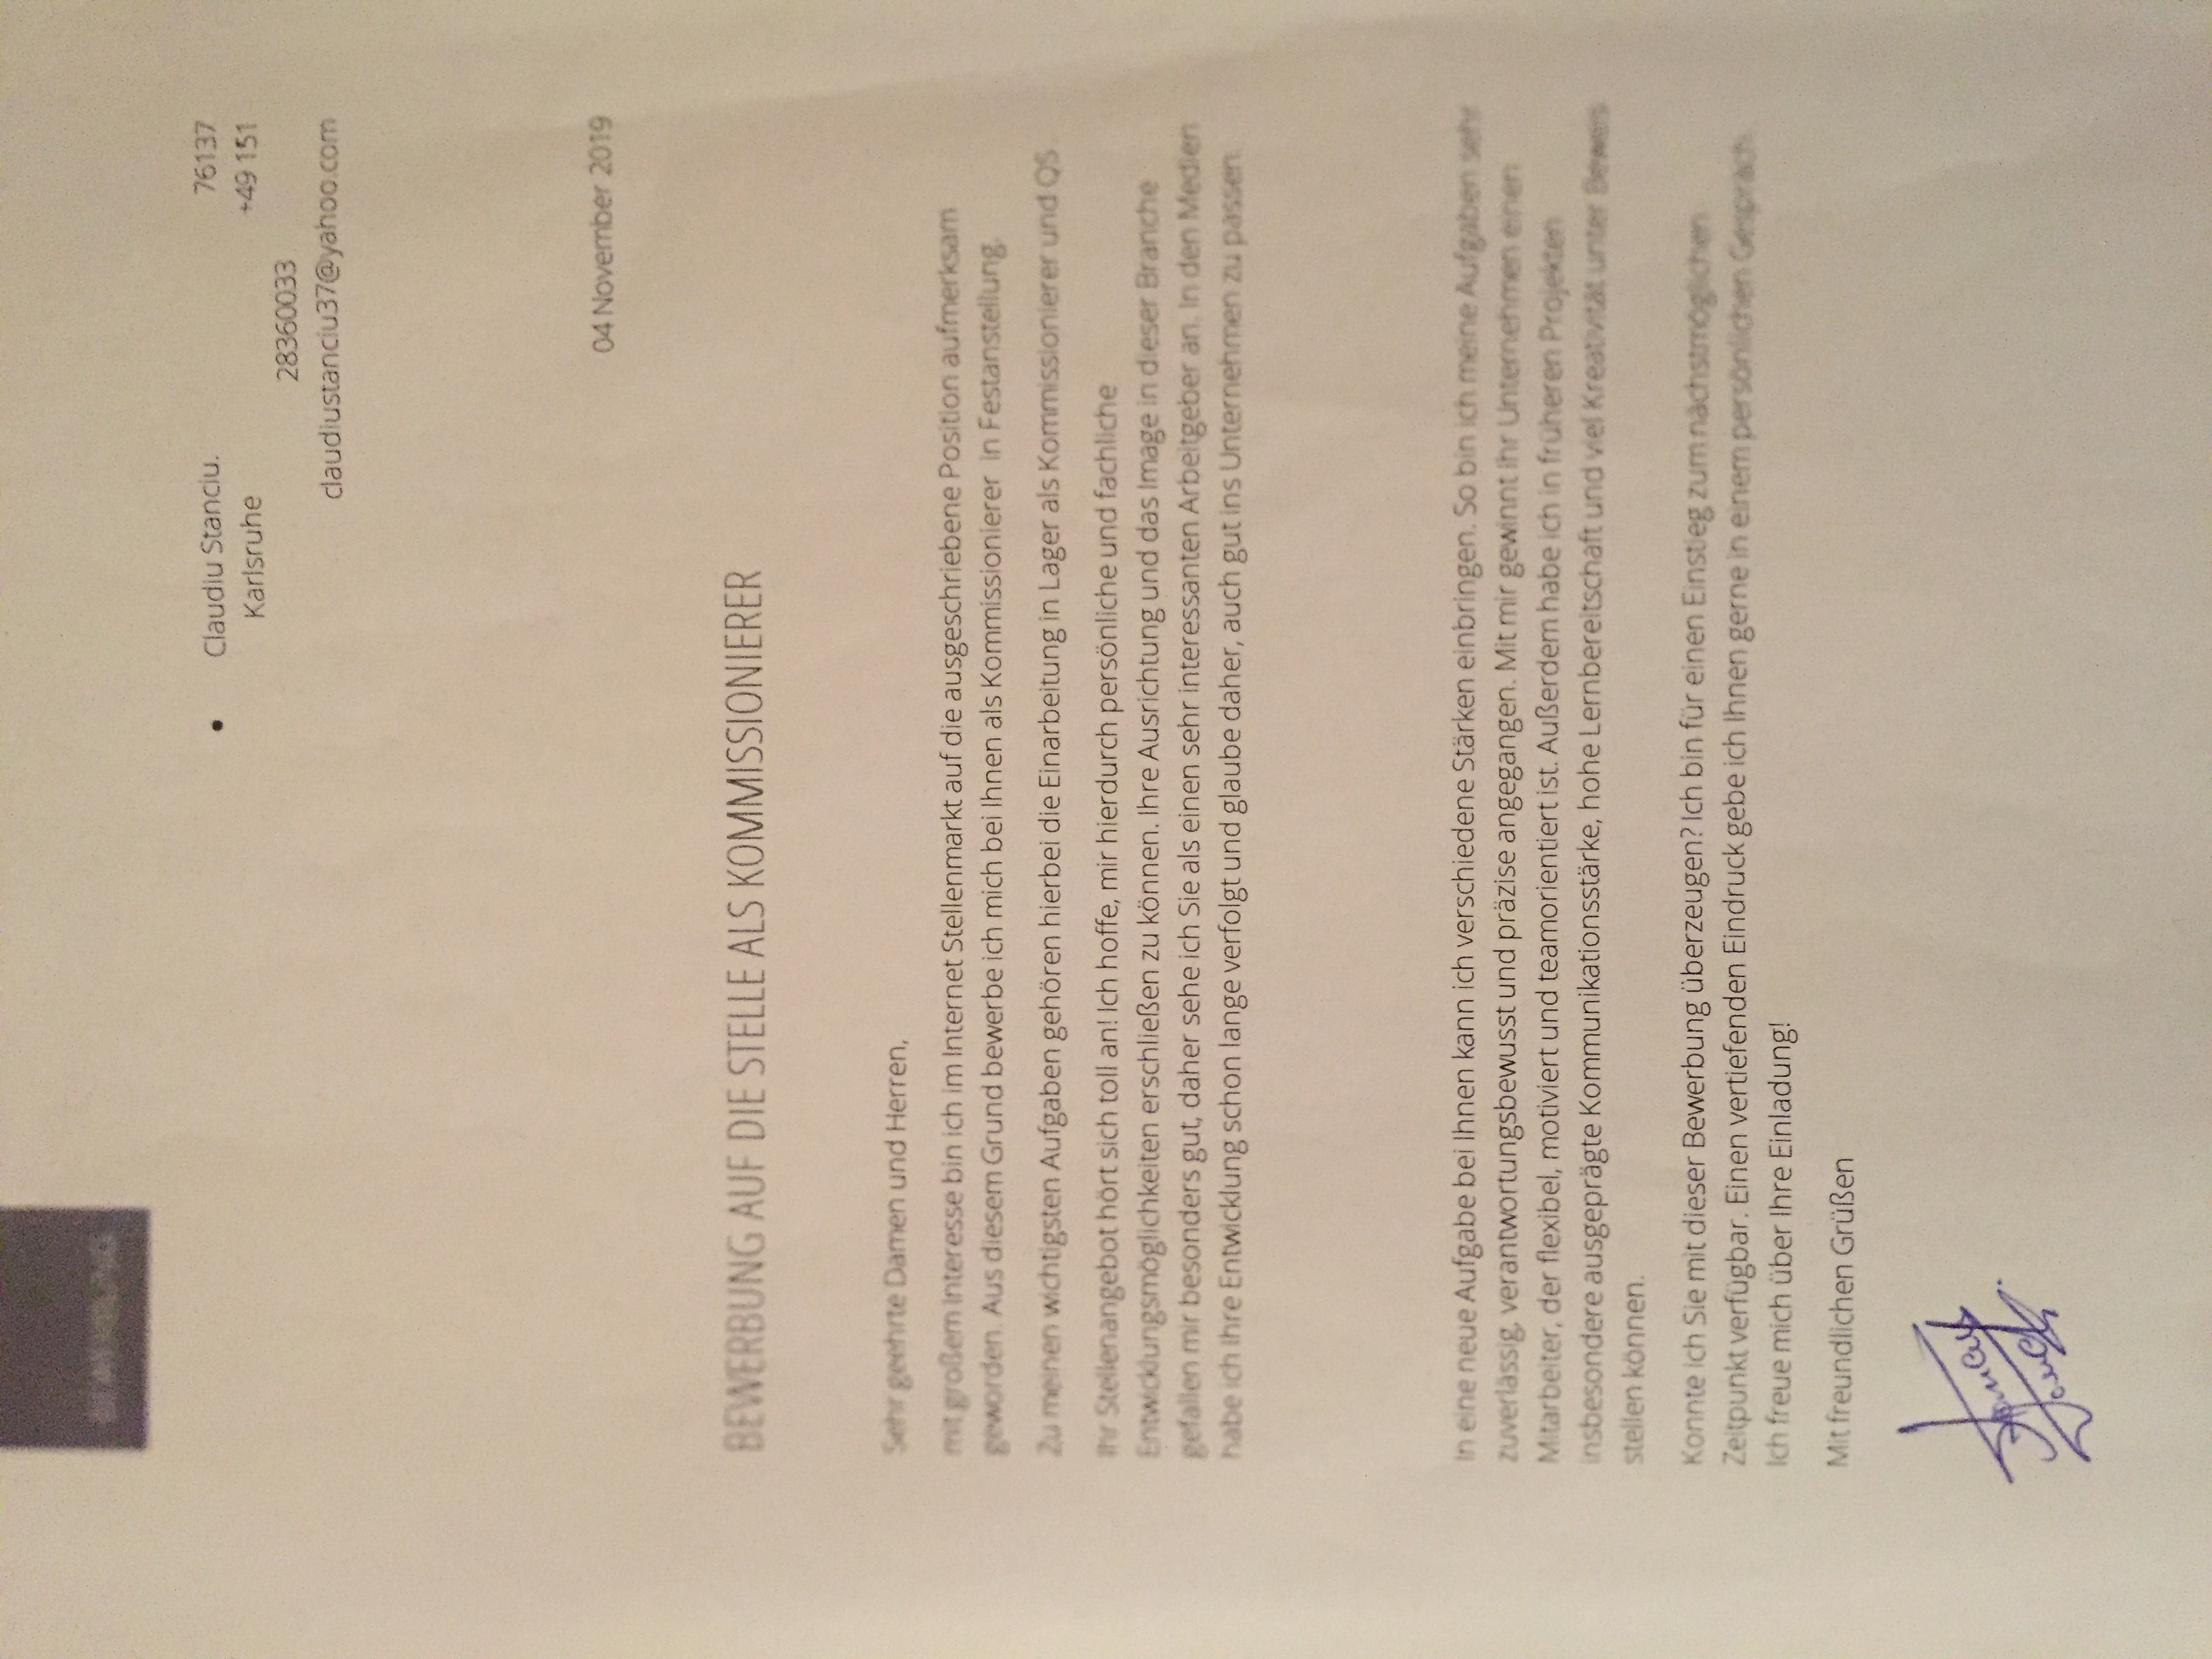 BEWERBUNG
• Claudiu Stanciu. 76137
Karlsruhe +49 151
28360033
claudiustanciu37@yahoo.com
04 November 2019
BEWERBUNG AUF DIE STELLE ALS KOMMISSIONIERER
Sehr geehrte Damen und Herren,
mit großem Interesse bin ich im Internet Stellenmarkt auf die ausgeschriebene Position aufmerksam
geworden. Aus diesem Grund bewerbe ich mich bei Ihnen als Kommissionierer in Festanstellung.
Zu meinen wichtigsten Aufgaben gehören hierbei die Einarbeitung in Lager als Kommissionierer und QS.
Ihr Stellenangebot hört sich toll an! Ich hoffe, mir hierdurch persönliche und fachliche
Entwicklungsmöglichkeiten erschließen zu können. Ihre Ausrichtung und das Image in dieser Branche
gefallen mir besonders gut, daher sehe ich Sie als einen sehr interessanten Arbeitgeber an. In den Medien
habe ich Ihre Entwicklung schon lange verfolgt und glaube daher, auch gut ins Unternehmen zu passen.
In eine neue Aufgabe bei Ihnen kann ich verschiedene Stärken einbringen. So bin ich meine Aufgaben sehr
zuverlässig, verantwortungsbewusst und präzise angegangen. Mit mir gewinnt Ihr Unternehmen einen
Mitarbeiter, der flexibel, motiviert und teamorientiert ist. Außerdem habe ich in früheren Projekten
insbesondere ausgeprägte Kommunikationsstärke, hohe Lernbereitschaft und viel Kreativität unter Beweis
stellen können.
Konnte ich Sie mit dieser Bewerbung überzeugen? Ich bin für einen Einstieg zum nächstmöglichen
Zeitpunkt verfügbar. Einen vertiefenden Eindruck gebe ich Ihnen gerne in einem persönlichen Gespräch.
Ich freue mich über Ihre Einladung!
Mit freundlichen Grüßen